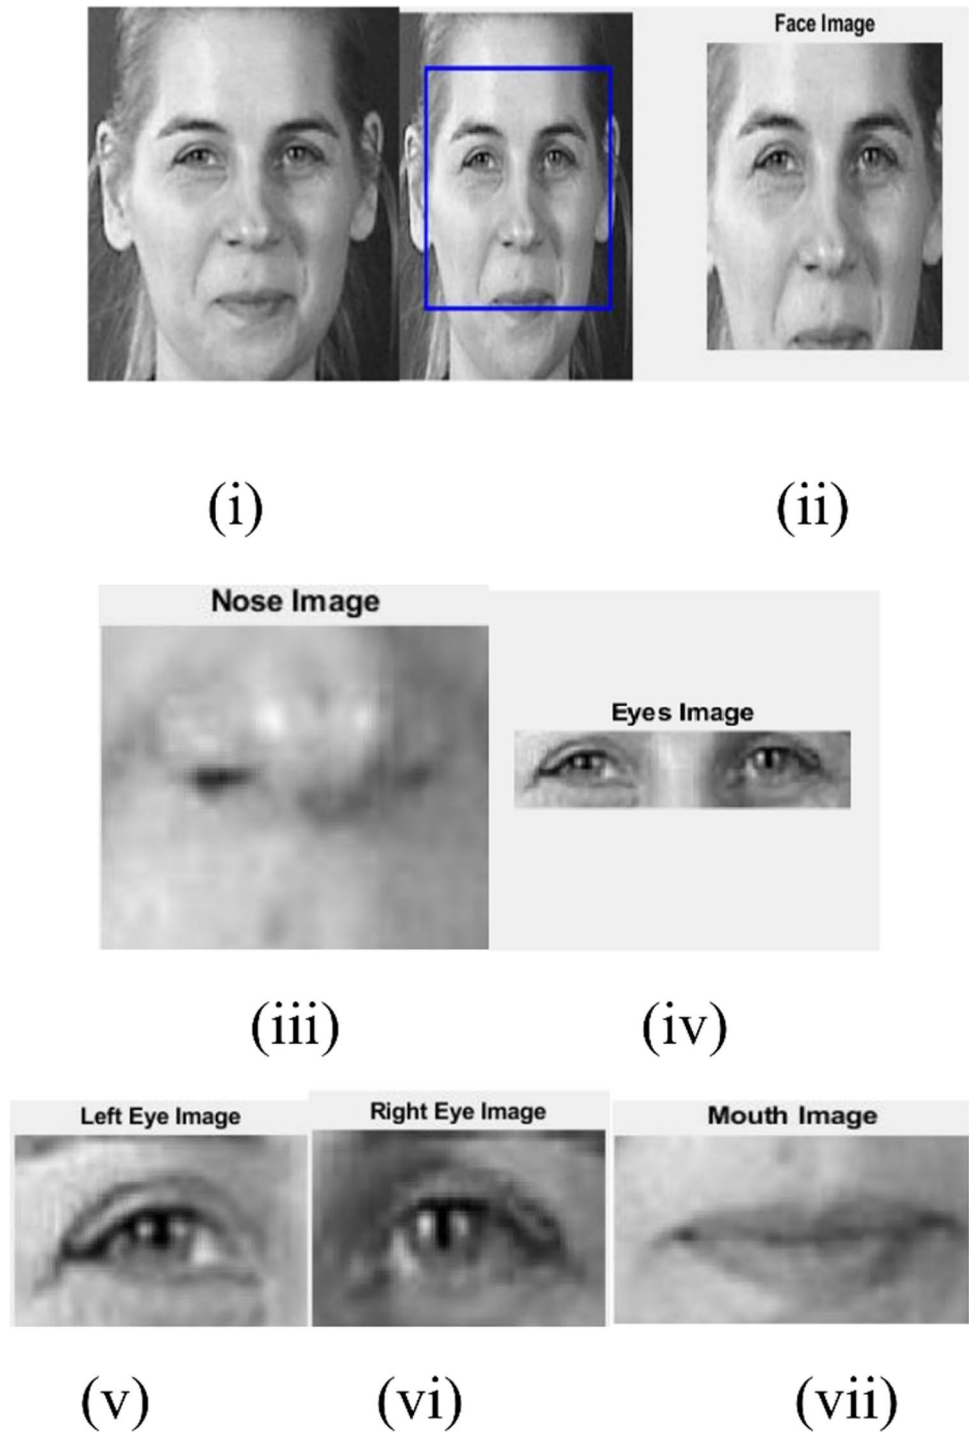 Face Image
(i)
(ii)
Nose Image
Eyes Image
(iii)
(iv)
Left Eye Image
Right Eye Image
Mouth Image
(v)
(vi)
(vii)